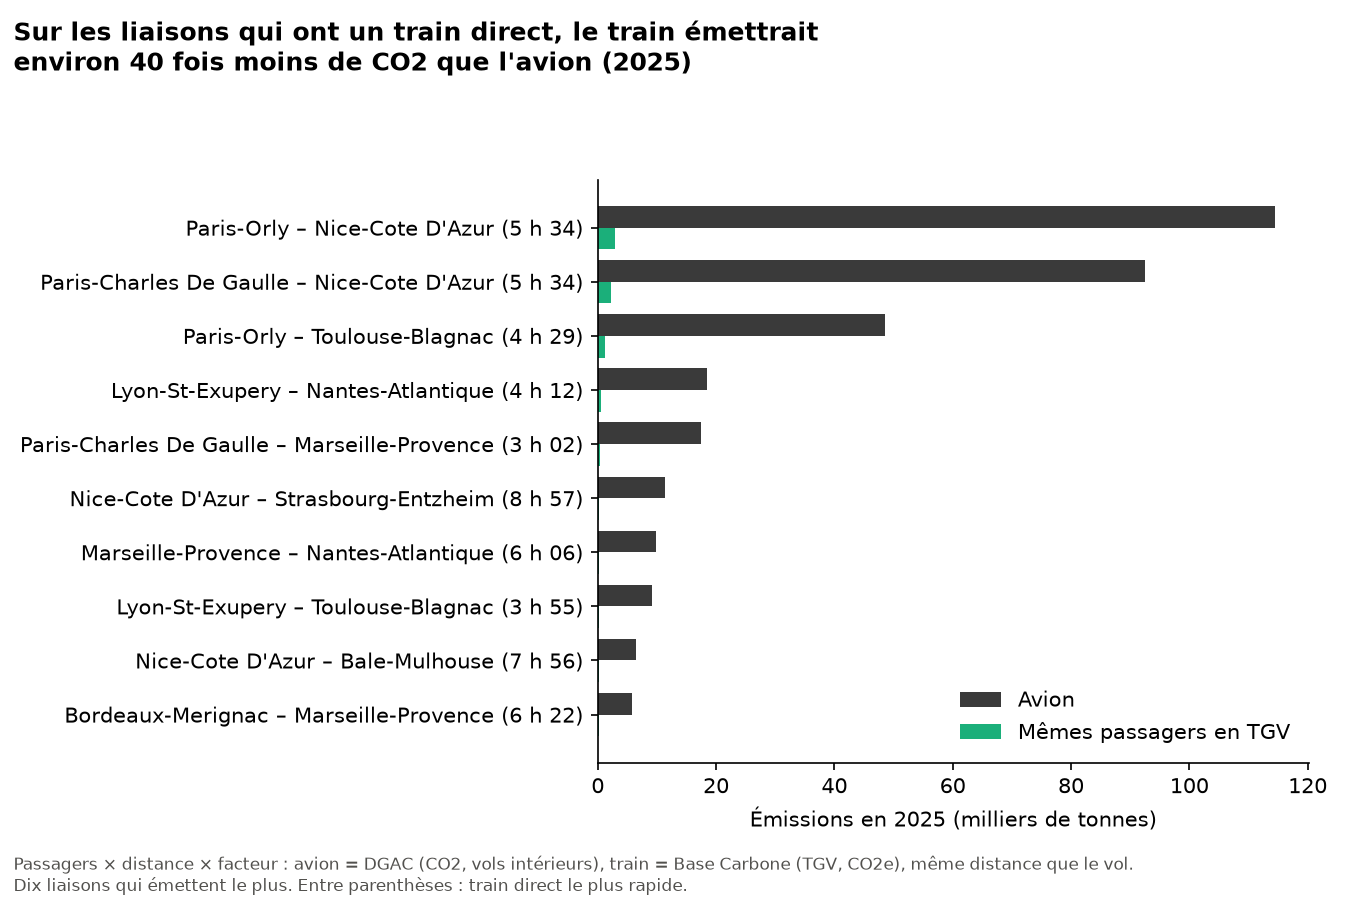 Sur les liaisons qui ont un train direct, le train émettrait
environ 40 fois moins de CO2 que l'avion (2025)
Paris-Orly – Nice-Cote D'Azur (5 h 34)
Paris-Charles De Gaulle – Nice-Cote D'Azur (5 h 34)
Paris-Orly – Toulouse-Blagnac (4 h 29)
Lyon-St-Exupery – Nantes-Atlantique (4 h 12)
Paris-Charles De Gaulle – Marseille-Provence (3 h 02)
Nice-Cote D'Azur – Strasbourg-Entzheim (8 h 57)
Marseille-Provence – Nantes-Atlantique (6 h 06)
Lyon-St-Exupery – Toulouse-Blagnac (3 h 55)
Nice-Cote D'Azur – Bale-Mulhouse (7 h 56)
Bordeaux-Merignac – Marseille-Provence (6 h 22)
Avion
Mêmes passagers en TGV
0 20 40 60 80 100 120
Émissions en 2025 (milliers de tonnes)
Passagers × distance × facteur : avion = DGAC (CO2, vols intérieurs), train = Base Carbone (TGV, CO2e), même distance que le vol.
Dix liaisons qui émettent le plus. Entre parenthèses : train direct le plus rapide.